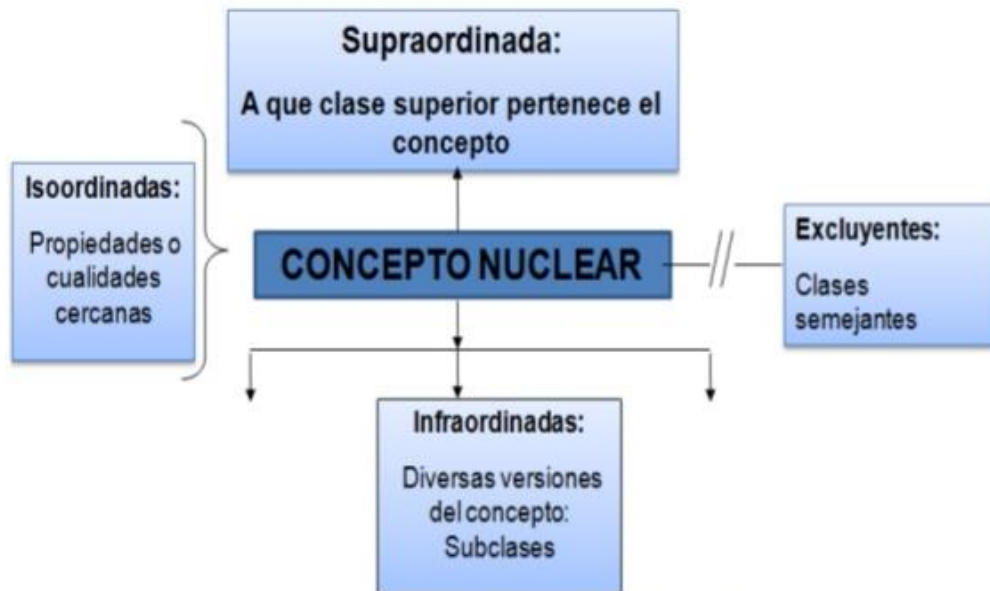 Supraordinada:
A que clase superior pertenece el
concepto
Isoordinadas:
Propiedades o
cualidades
cercanas
CONCEPTO NUCLEAR
Excluyentes:
Clases
semejantes
Infraordinadas:
Diversas versiones
del concepto:
Subclases